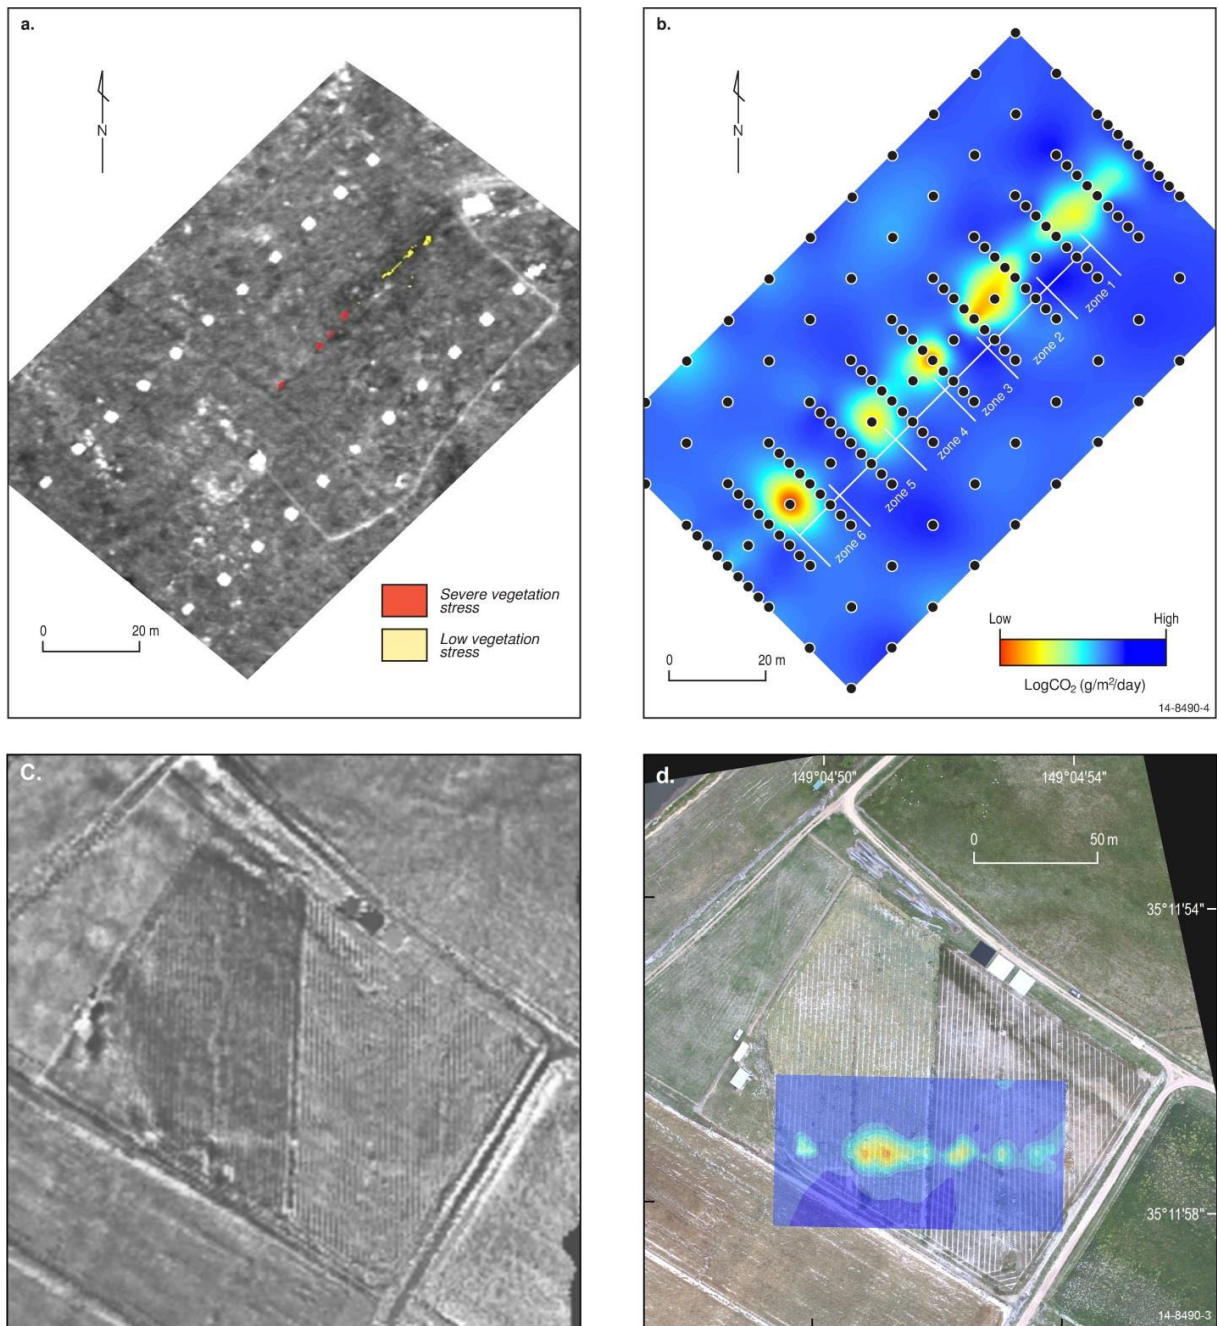 a.
N
0 20 m
Severe vegetation
stress
Low vegetation
stress
b.
N
zone 1
zone 2
zone 3
zone 4
zone 5
zone 6
0 20 m
Low High
LogCO₂ (g/m²/day)
14-8490-4
C.
d.
149°04'50" 149°04'54"
0 50 m
35°11'54"
35°11'58"
14-8490-3